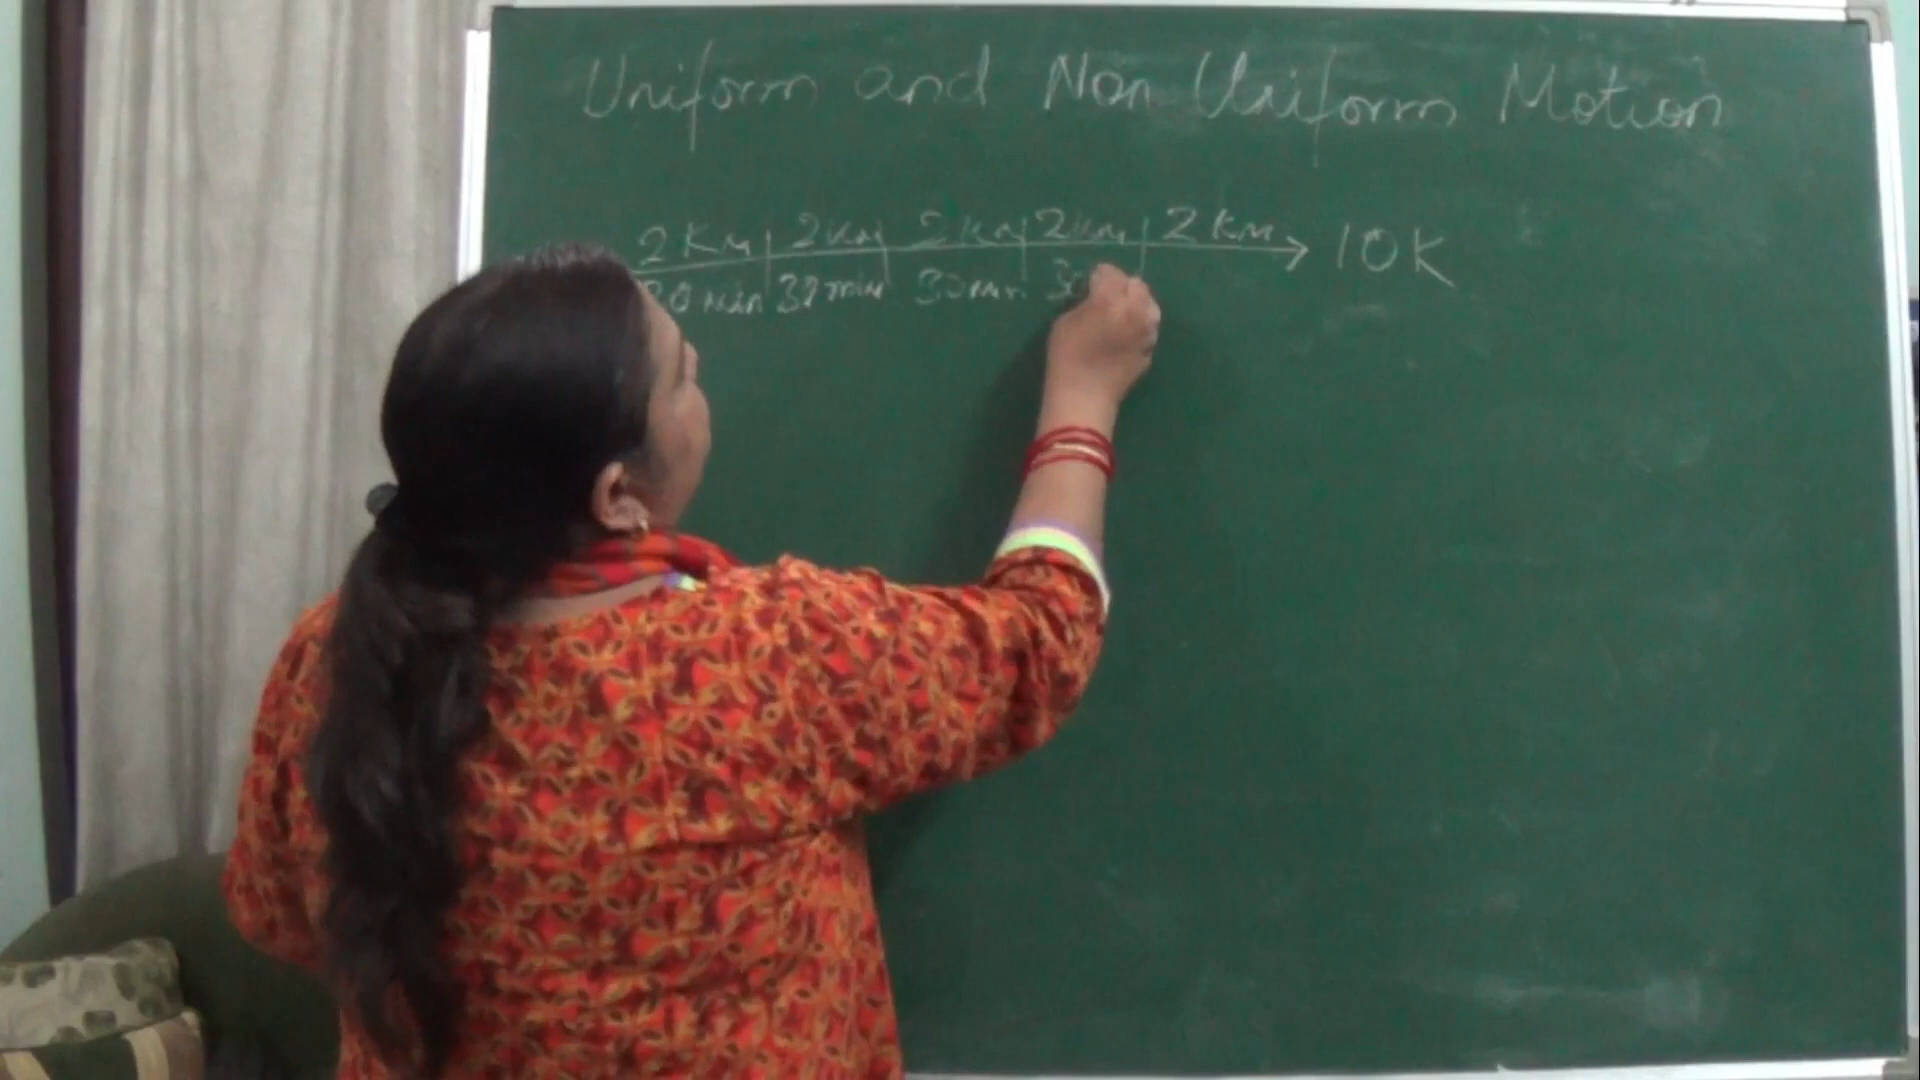 Uniform and Non Uniform Motion
2 Km 2 Km 2 Km 2 Km 2 Km 10 K
30 min 30 min 30 min 30